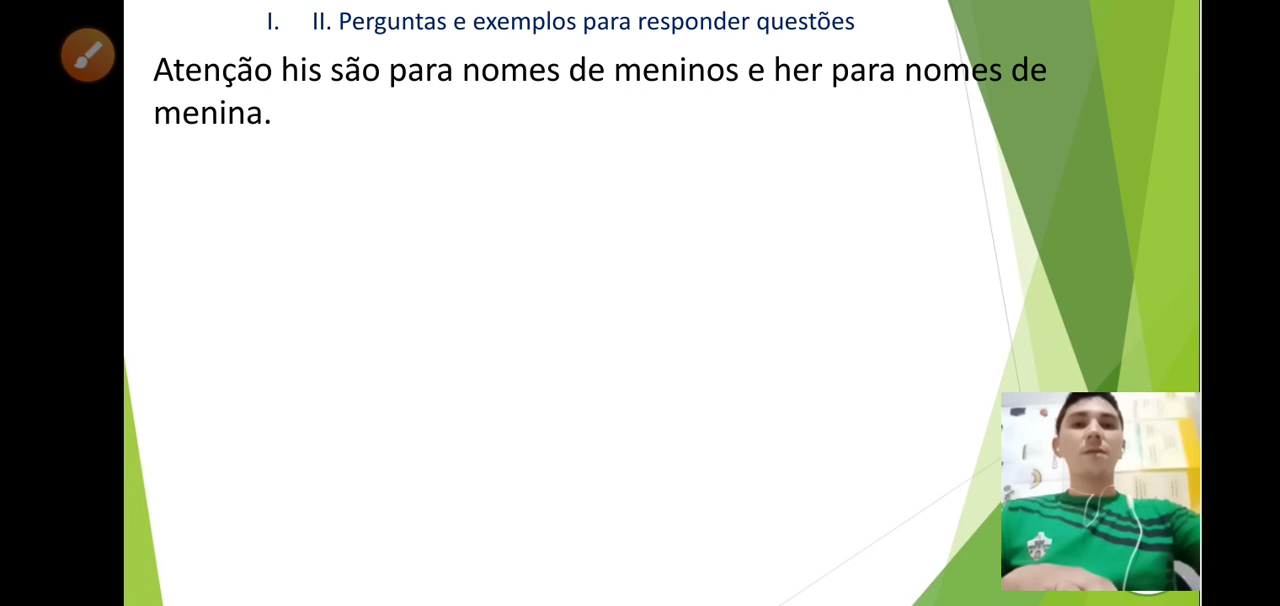 I. II. Perguntas e exemplos para responder questões
Atenção his são para nomes de meninos e her para nomes de
menina.